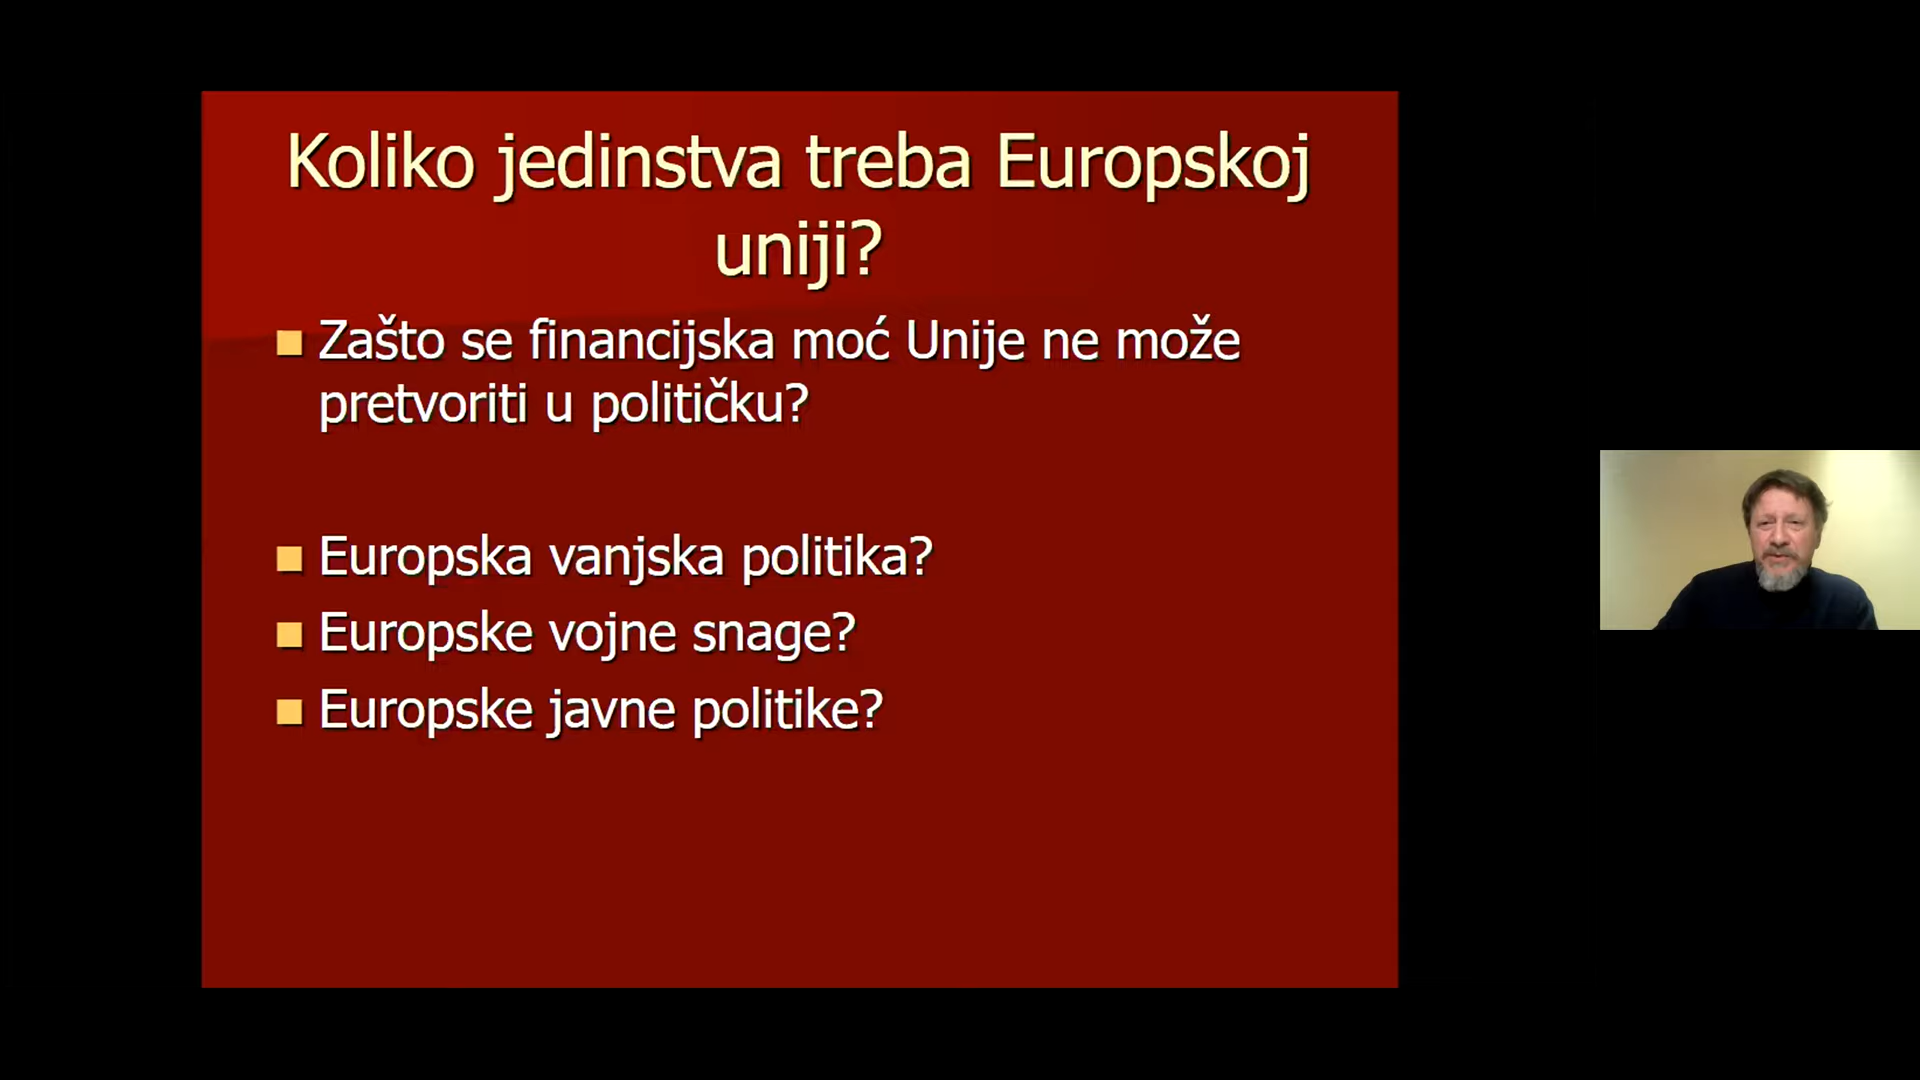 Koliko jedinstva treba Europskoj
uniji?
Zašto se financijska moć Unije ne može
pretvoriti u političku?
Europska vanjska politika?
Europske vojne snage?
Europske javne politike?